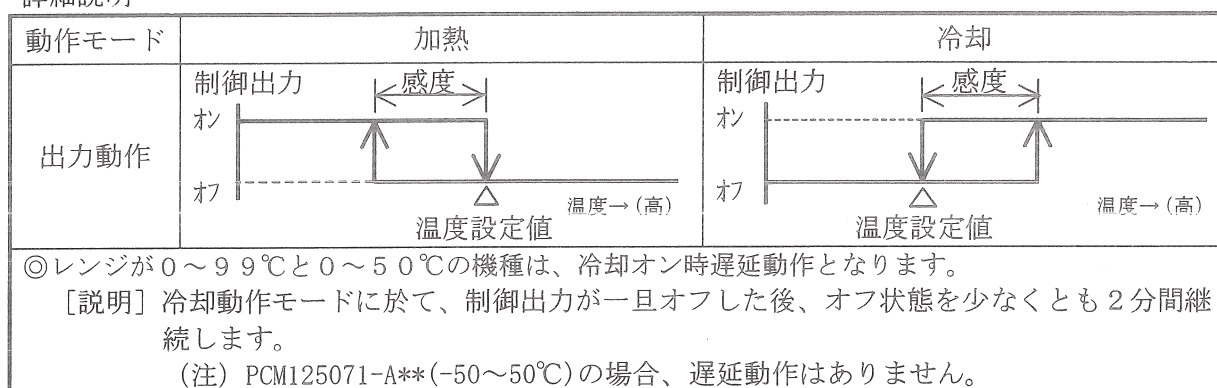 詳細説明
動作モード 加熱 冷却
制御出力 感度 制御出力 感度
オン オン
出力動作
オフ 温度→(高) オフ 温度→(高)
△ △
温度設定値 温度設定値
◎レンジが０～９９℃と０～５０℃の機種は、冷却オン時遅延動作となります。
［説明］冷却動作モードに於て、制御出力が一旦オフした後、オフ状態を少なくとも２分間継
続します。
(注) PCM125071-A**(-50～50℃)の場合、遅延動作はありません。